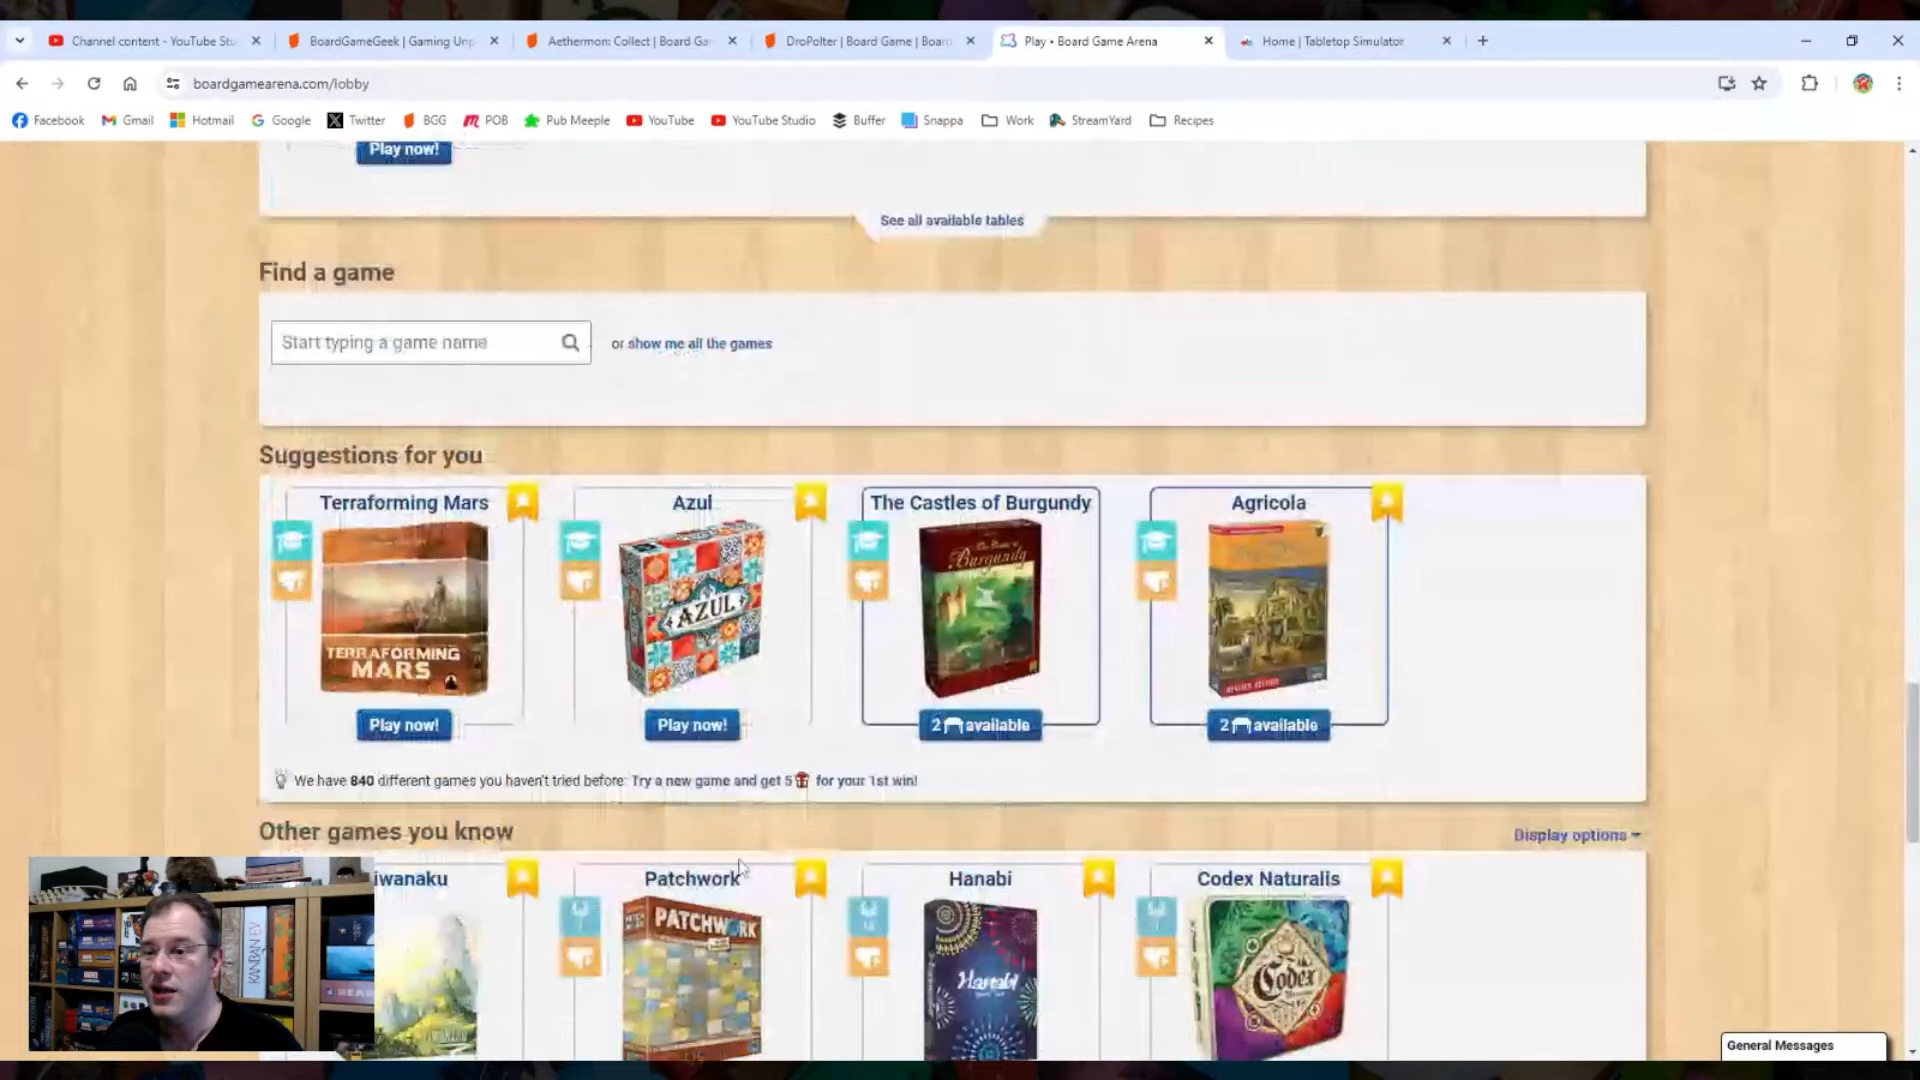 Channel content - YouTube Stu
BoardGameGeek | Gaming Unp
Aethermon: Collect | Board Gam
DroPolter | Board Game | Board
Play • Board Game Arena
Home | Tabletop Simulator
boardgamearena.com/lobby
Facebook
Gmail
Hotmail
Google
Twitter
BGG
POB
Pub Meeple
YouTube
YouTube Studio
Buffer
Snappa
Work
StreamYard
Recipes
Play now!
See all available tables
Find a game
Start typing a game name
or show me all the games
Suggestions for you
Terraforming Mars
Azul
The Castles of Burgundy
Agricola
TERRAFORMING
MARS
AZUL
Burgundy
Play now!
Play now!
2 available
2 available
We have 840 different games you haven't tried before: Try a new game and get 5 for your 1st win!
Other games you know
Display options
iwanaku
Patchwork
Hanabi
Codex Naturalis
PATCHWORK
Hanabi
Codex
KANBAN EV
General Messages